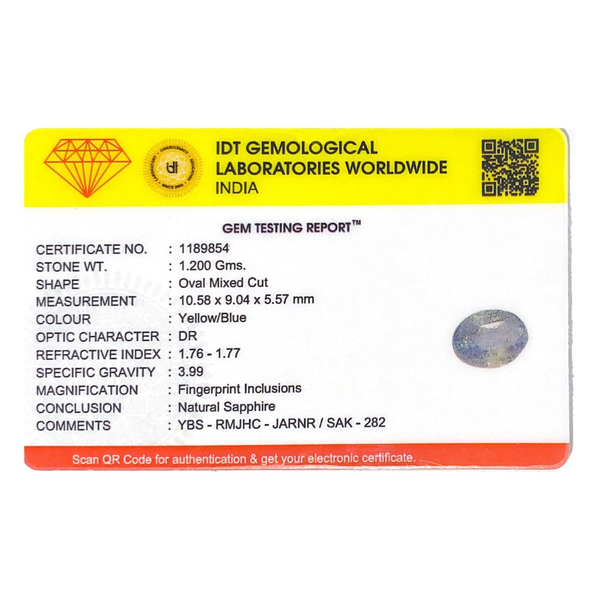 IDT GEMOLOGICAL
LABORATORIES WORLDWIDE
INDIA
GEM TESTING REPORT™
CERTIFICATE NO. : 1189854
STONE WT. : 1.200 Gms.
SHAPE : Oval Mixed Cut
MEASUREMENT : 10.58 x 9.04 x 5.57 mm
COLOUR : Yellow/Blue
OPTIC CHARACTER : DR
REFRACTIVE INDEX : 1.76 - 1.77
SPECIFIC GRAVITY : 3.99
MAGNIFICATION : Fingerprint Inclusions
CONCLUSION : Natural Sapphire
COMMENTS : YBS - RMJHC - JARNR / SAK - 282
Scan QR Code for authentication & get your electronic certificate.